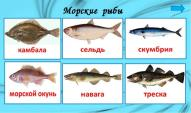 Морские рыбы
камбала сельдь скумбрия
морской окунь навага треска